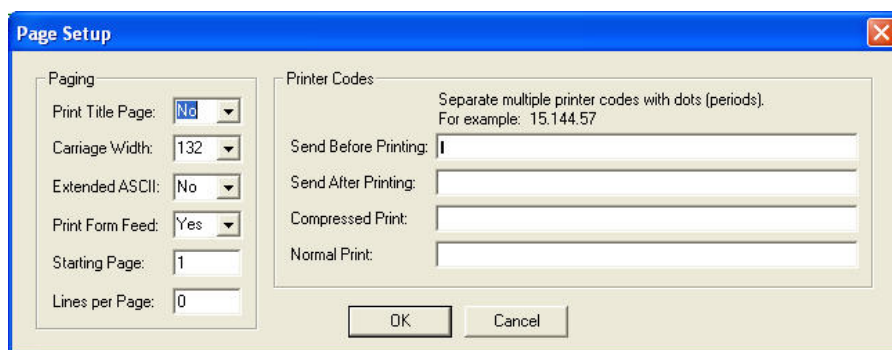 Page Setup
Paging
Print Title Page: No
Carriage Width: 132
Extended ASCII: No
Print Form Feed: Yes
Starting Page: 1
Lines per Page: 0
Printer Codes
Separate multiple printer codes with dots (periods).
For example: 15.144.57
Send Before Printing:
Send After Printing:
Compressed Print:
Normal Print:
OK Cancel